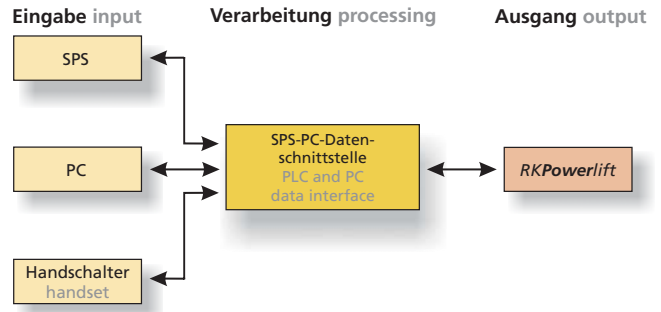 Eingabe input
Verarbeitung processing
Ausgang output
SPS
PC
Handschalter
handset
SPS-PC-Daten-
schnittstelle
PLC and PC
data interface
RKPowerlift